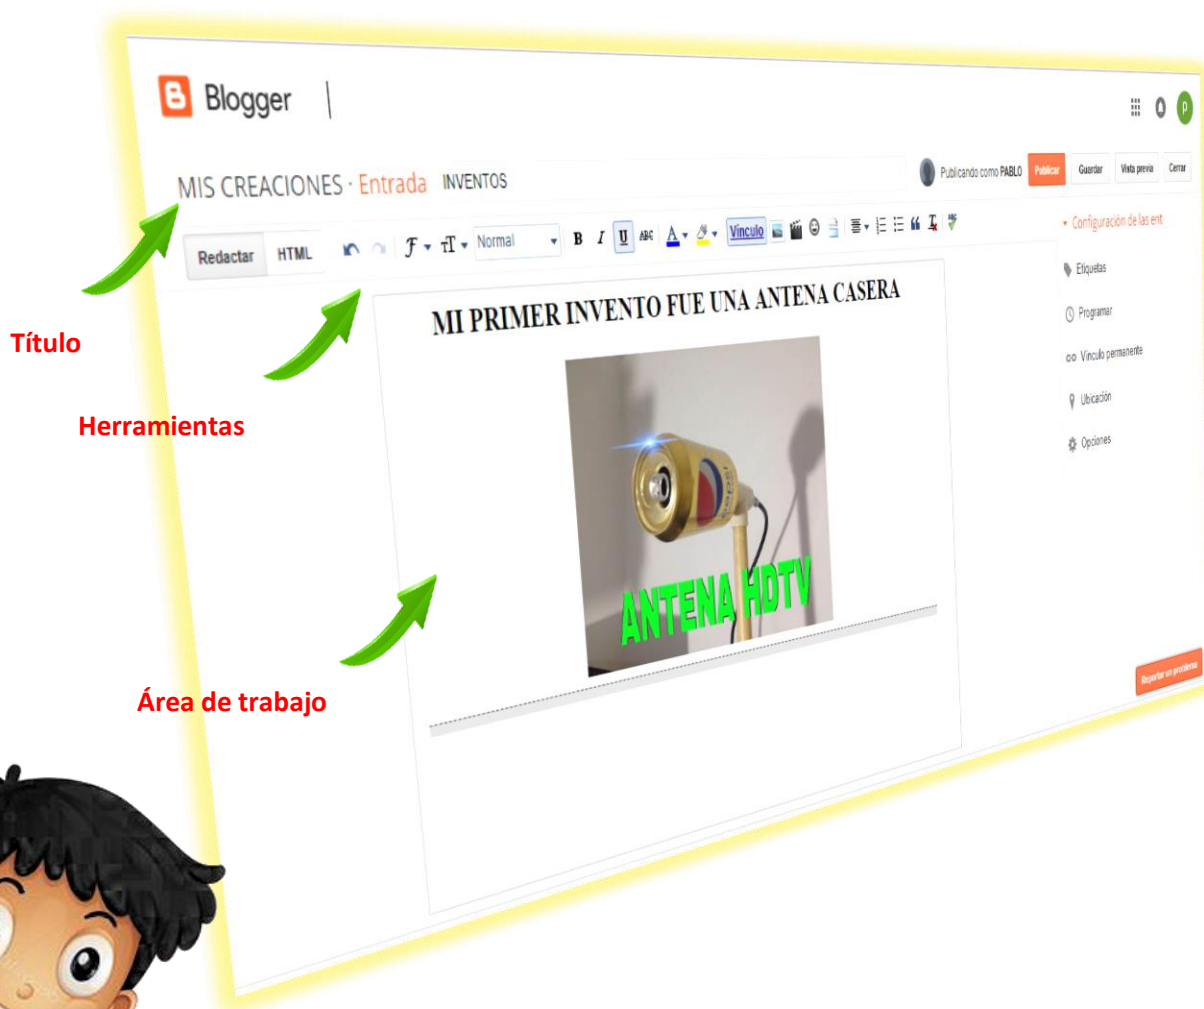 Blogger
MIS CREACIONES · Entrada INVENTOS
Publicando como PABLO Publicar Guardar Vista previa Cerrar
Redactar HTML Normal B I U ABC A Vínculo
Configuración de las ent
Etiquetas
Programar
Vínculo permanente
Ubicación
Opciones
MI PRIMER INVENTO FUE UNA ANTENA CASERA
pepsi
ANTENA HDTV
Título
Herramientas
Área de trabajo
Reportar un problema
P